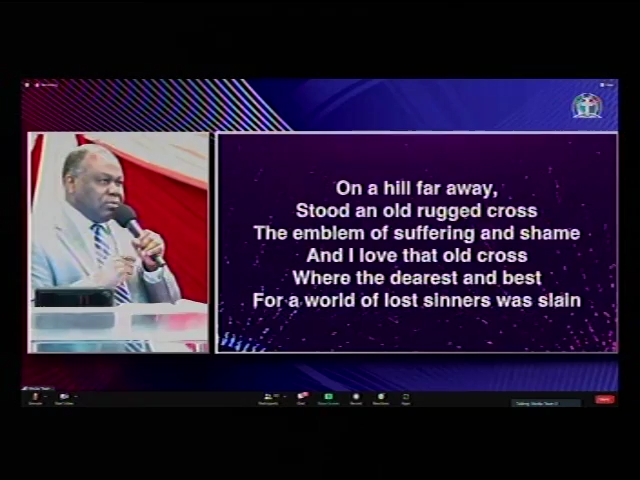 On a hill far away,
Stood an old rugged cross
The emblem of suffering and shame
And I love that old cross
Where the dearest and best
For a world of lost sinners was slain